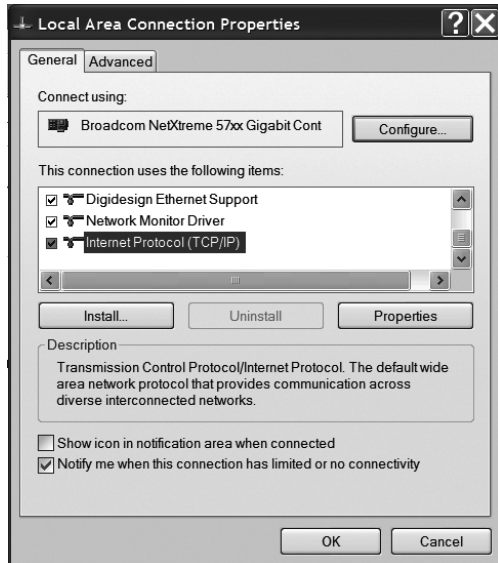 Local Area Connection Properties
General Advanced
Connect using:
Broadcom NetXtreme 57xx Gigabit Cont
Configure...
This connection uses the following items:
Digidesign Ethernet Support
Network Monitor Driver
Internet Protocol (TCP/IP)
Install... Uninstall Properties
Description
Transmission Control Protocol/Internet Protocol. The default wide
area network protocol that provides communication across
diverse interconnected networks.
Show icon in notification area when connected
Notify me when this connection has limited or no connectivity
OK Cancel